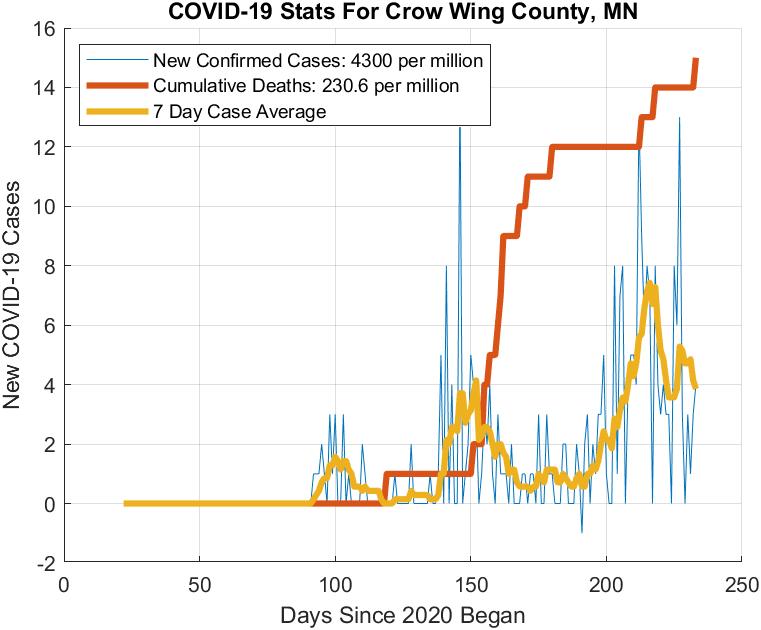 COVID-19 Stats For Crow Wing County, MN
New Confirmed Cases: 4300 per million
Cumulative Deaths: 230.6 per million
7 Day Case Average
New COVID-19 Cases
16
14
12
10
8
6
4
2
0
-2
0 50 100 150 200 250
Days Since 2020 Began